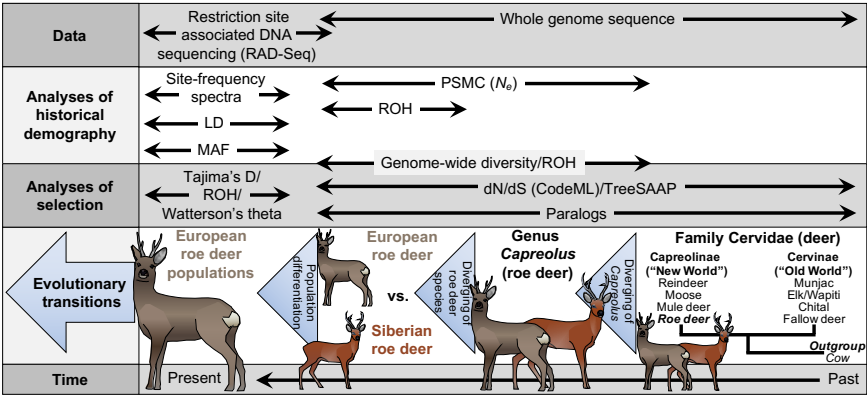 Data
Restriction site
associated DNA
sequencing (RAD-Seq)
Whole genome sequence
Analyses of
historical
demography
Site-frequency
spectra
LD
MAF
PSMC (Ne)
ROH
Genome-wide diversity/ROH
Analyses of
selection
Tajima's D/
ROH/
Watterson's theta
dN/dS (CodeML)/TreeSAAP
Paralogs
Evolutionary
transitions
European
roe deer
populations
Population
differentiation
European
roe deer
vs.
Siberian
roe deer
Diverging of
roe deer
species
Genus
Capreolus
(roe deer)
Diverging of
Capreolus
Family Cervidae (deer)
Capreolinae
("New World")
Reindeer
Moose
Mule deer
Roe deer
Cervinae
("Old World")
Munjac
Elk/Wapiti
Chital
Fallow deer
Outgroup
Cow
Time
Present
Past